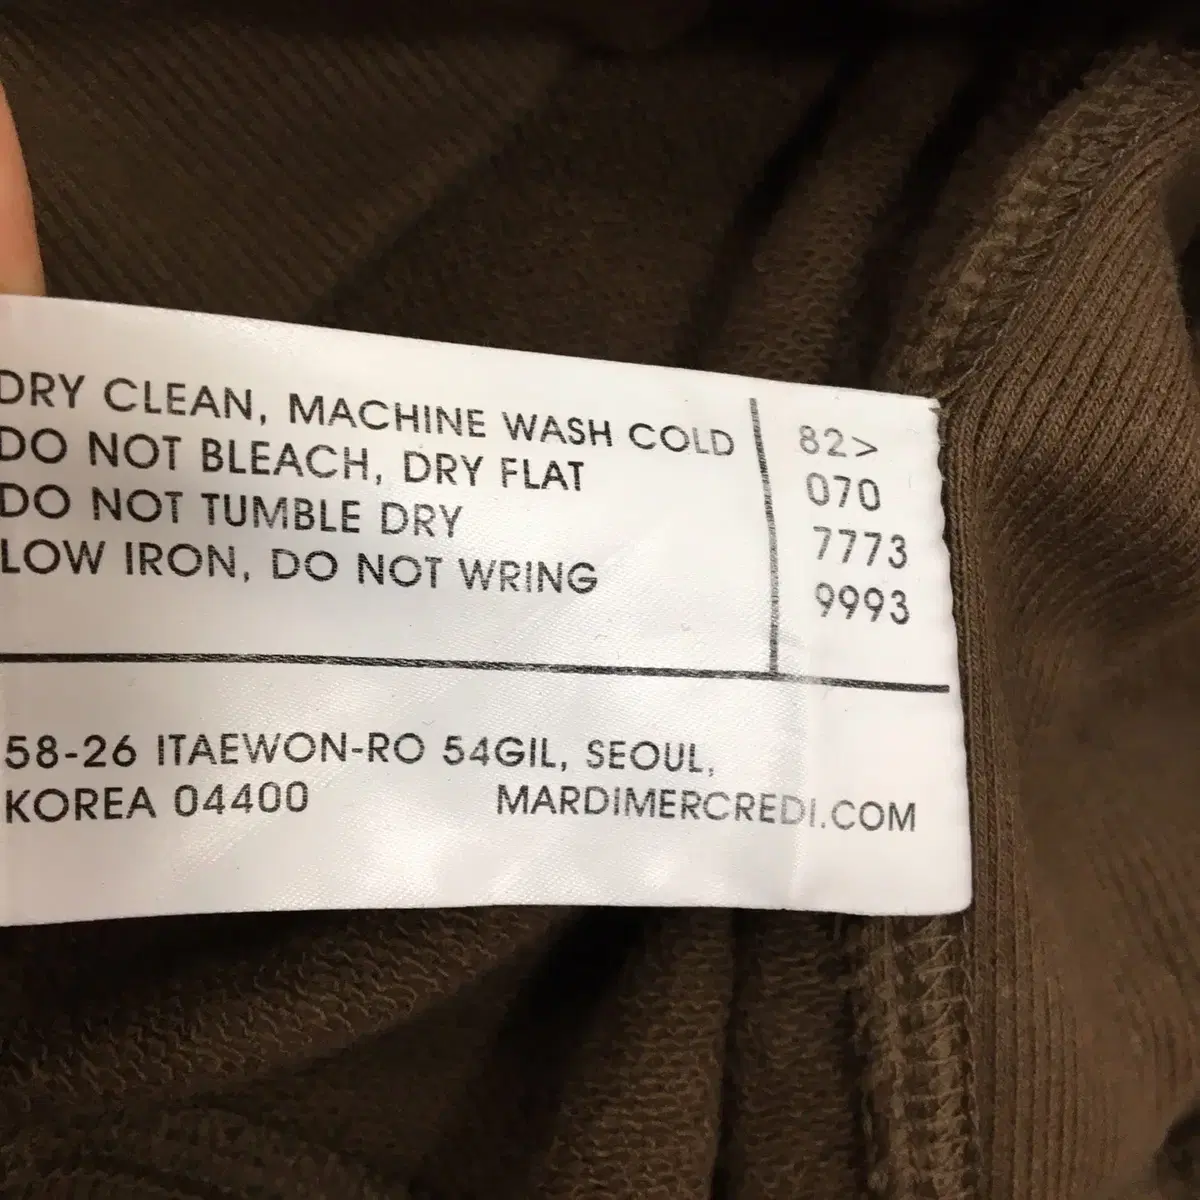 DRY CLEAN, MACHINE WASH COLD
DO NOT BLEACH, DRY FLAT
DO NOT TUMBLE DRY
LOW IRON, DO NOT WRING
82>
070
7773
9993
58-26 ITAEWON-RO 54GIL, SEOUL,
KOREA 04400 MARDIMERCREDI.COM